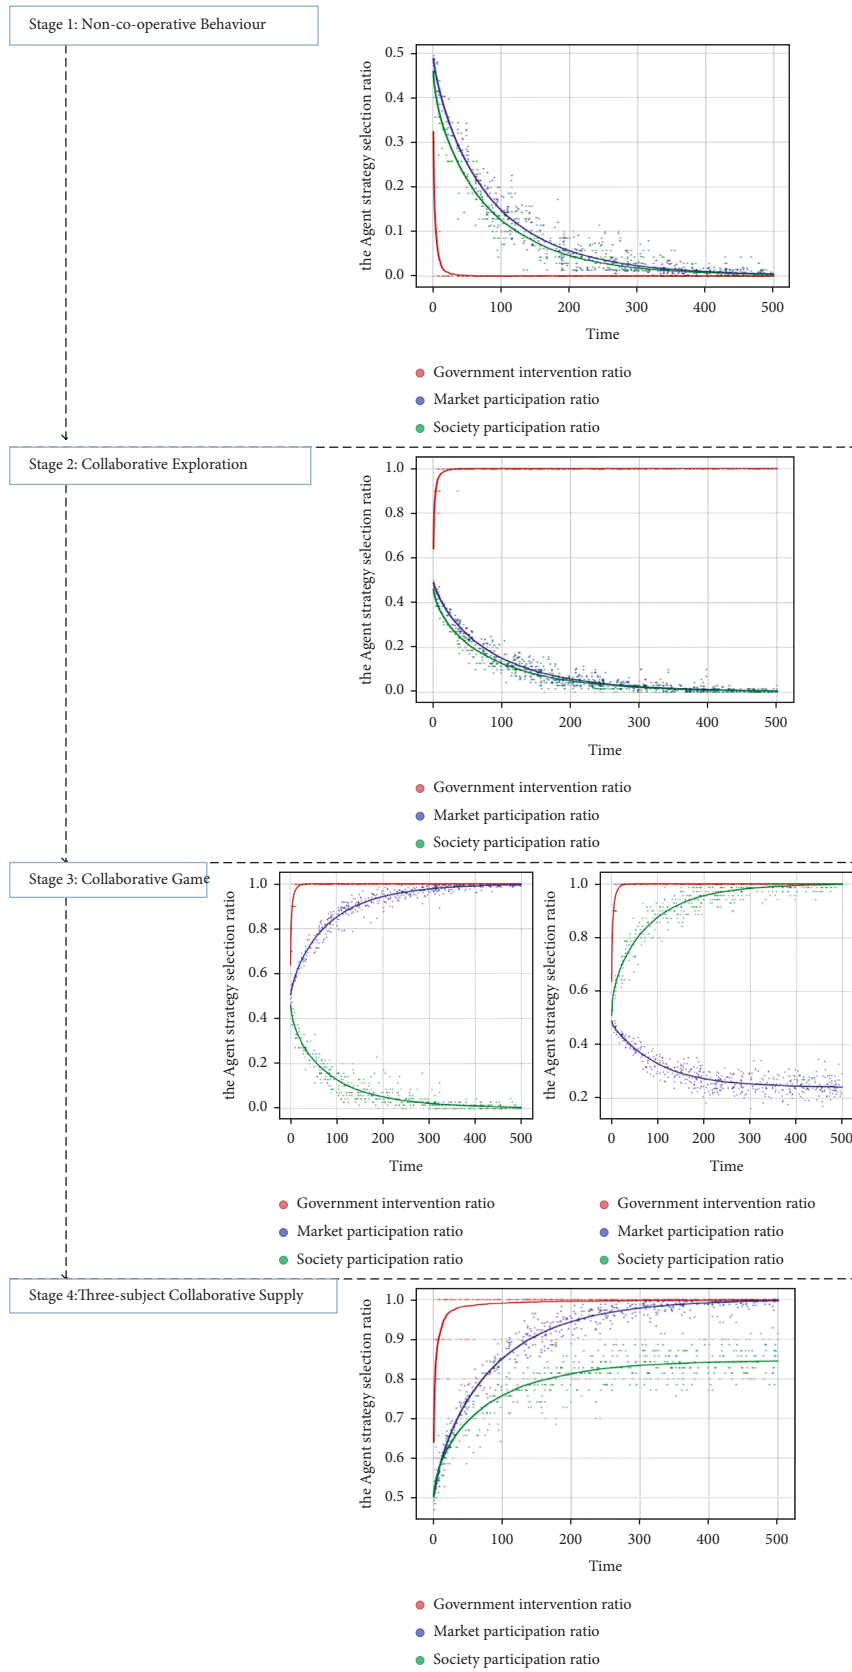 Stage 1: Non-co-operative Behaviour
the Agent strategy selection ratio
0.5
0.4
0.3
0.2
0.1
0.0
0 100 200 300 400 500
Time
Government intervention ratio
Market participation ratio
Society participation ratio
Stage 2: Collaborative Exploration
the Agent strategy selection ratio
1.0
0.8
0.6
0.4
0.2
0.0
0 100 200 300 400 500
Time
Government intervention ratio
Market participation ratio
Society participation ratio
Stage 3: Collaborative Game
the Agent strategy selection ratio
1.0
0.8
0.6
0.4
0.2
0.0
0 100 200 300 400 500
Time
Government intervention ratio
Market participation ratio
Society participation ratio
the Agent strategy selection ratio
1.0
0.8
0.6
0.4
0.2
0 100 200 300 400 500
Time
Government intervention ratio
Market participation ratio
Society participation ratio
Stage 4:Three-subject Collaborative Supply
the Agent strategy selection ratio
1.0
0.9
0.8
0.7
0.6
0.5
0 100 200 300 400 500
Time
Government intervention ratio
Market participation ratio
Society participation ratio